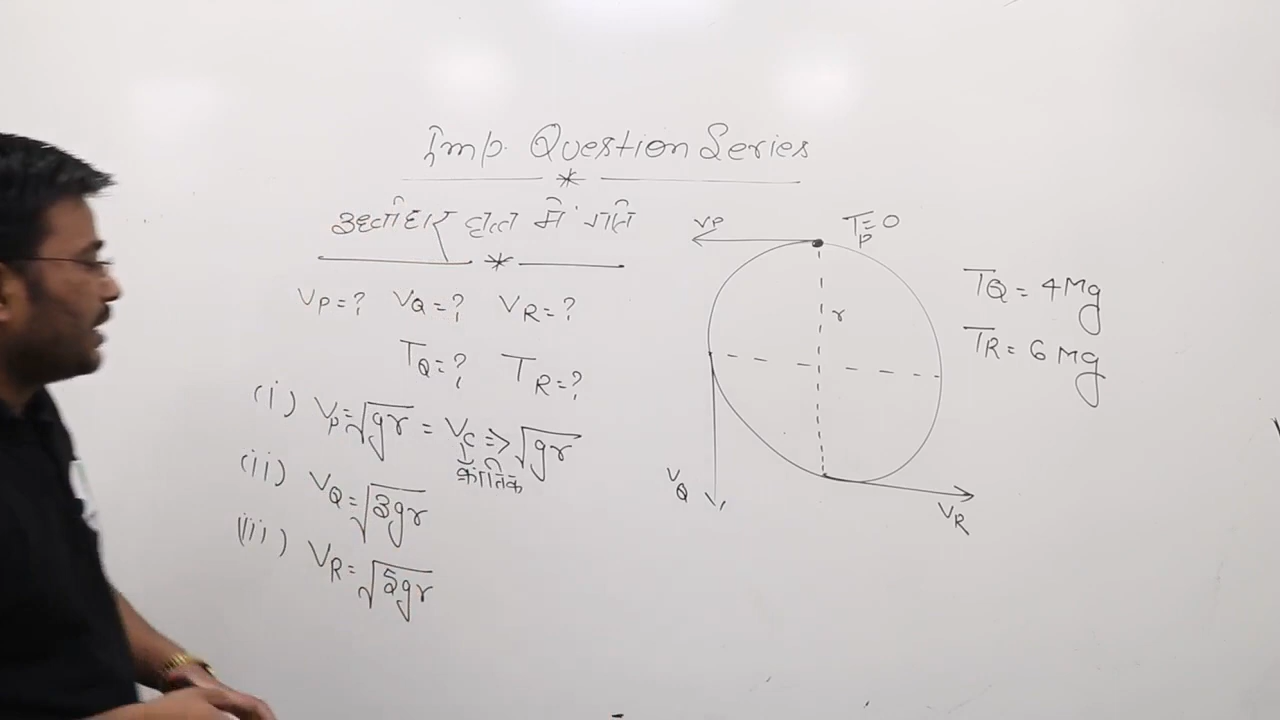 Imp. Question Series
उर्ध्वाधर वृत्त में गति
VP=? VQ=? VR=?
TQ=? TR=?
(i) VP=√gr = VC => √gr
क्रांतिक
(ii) VQ=√3gr
(iii) VR=√5gr
VP
TP=0
r
VQ
VR
TQ = 4Mg
TR = 6Mg